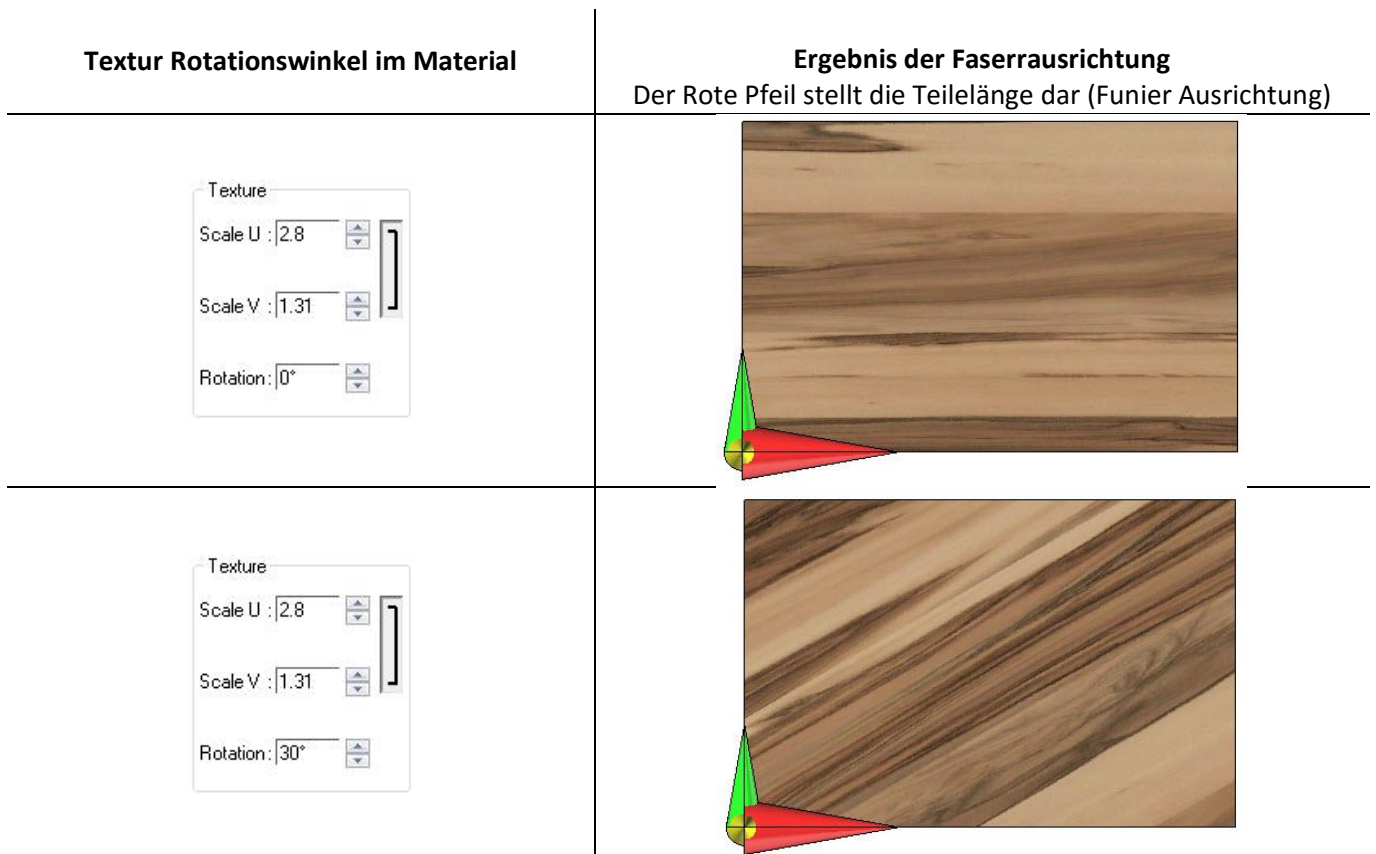 Textur Rotationswinkel im Material
Ergebnis der Faserrausrichtung
Der Rote Pfeil stellt die Teilelänge dar (Funier Ausrichtung)
Texture
Scale U : 2.8
Scale V : 1.31
Rotation: 0°
Texture
Scale U : 2.8
Scale V : 1.31
Rotation: 30°